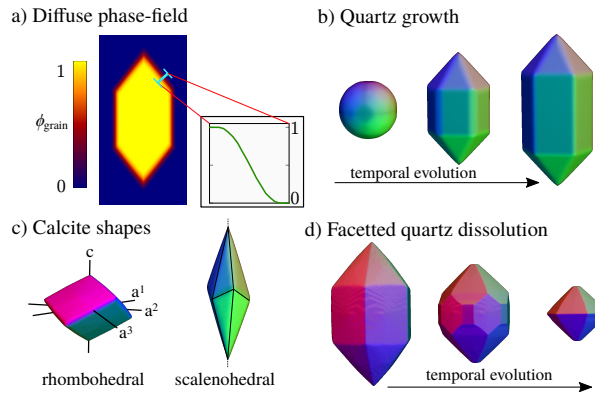 a) Diffuse phase-field
1
ϕgrain
0
1
0
b) Quartz growth
temporal evolution
c) Calcite shapes
c
a1
a2
a3
rhombohedral
scalenohedral
d) Facetted quartz dissolution
temporal evolution